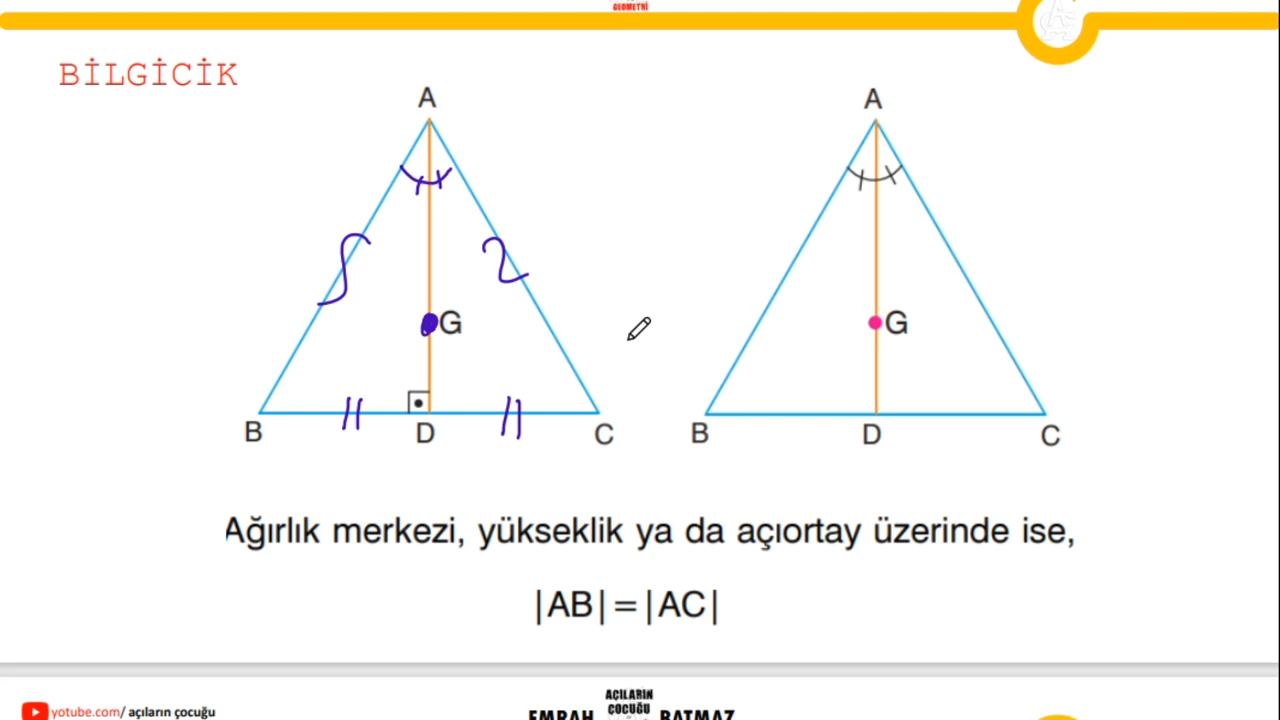 GEOMETRİ
BİLGİCİK
A
A
G
G
B
D
C
B
D
C
Ağırlık merkezi, yükseklik ya da açıortay üzerinde ise,
|AB| = |AC|
yotube.com/ açıların çocuğu
EMRAH AÇILARIN ÇOCUĞU BATMAZ